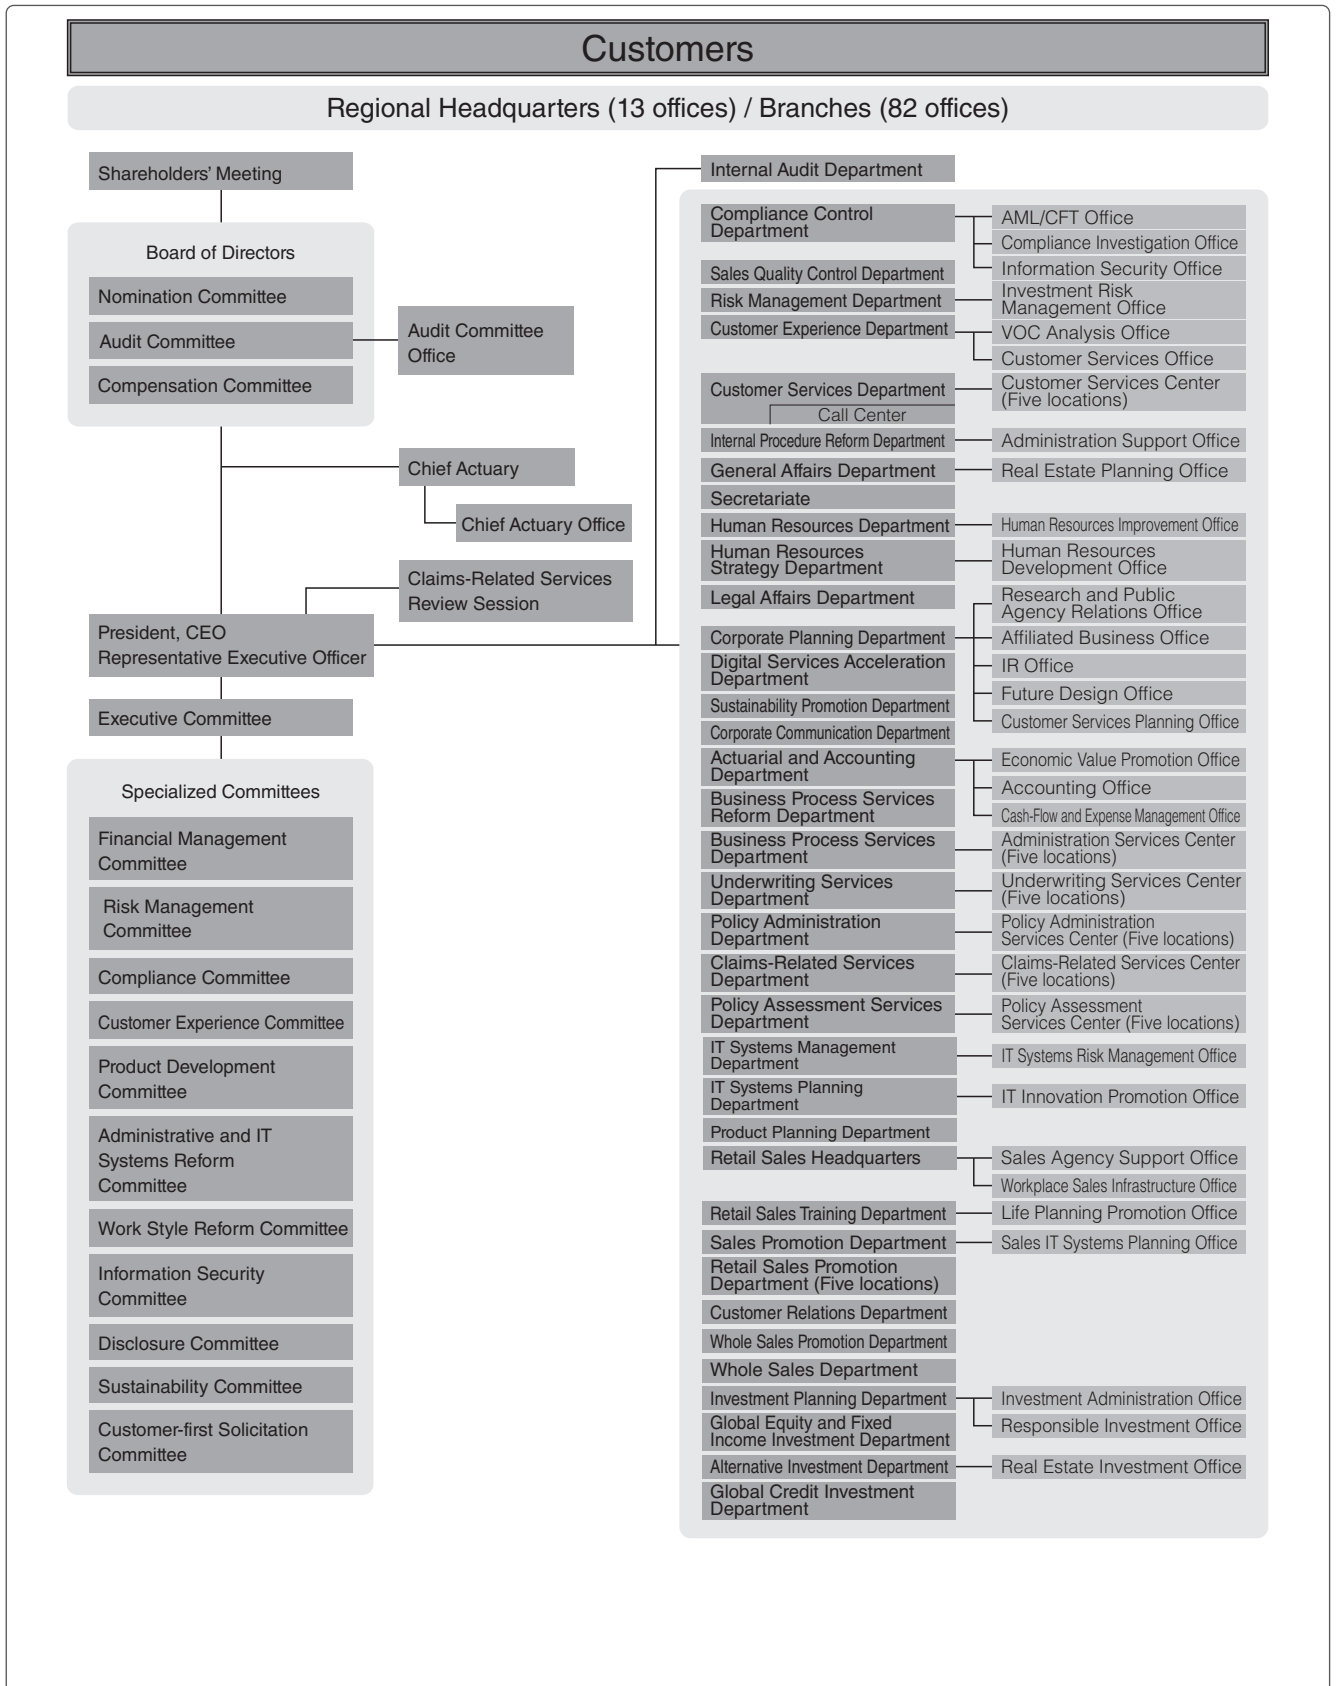 Customers
Regional Headquarters (13 offices) / Branches (82 offices)
Shareholders' Meeting
Board of Directors
Nomination Committee
Audit Committee
Compensation Committee
Audit Committee
Office
Chief Actuary
Chief Actuary Office
Claims-Related Services
Review Session
President, CEO
Representative Executive Officer
Executive Committee
Specialized Committees
Financial Management
Committee
Risk Management
Committee
Compliance Committee
Customer Experience Committee
Product Development
Committee
Administrative and IT
Systems Reform
Committee
Work Style Reform Committee
Information Security
Committee
Disclosure Committee
Sustainability Committee
Customer-first Solicitation
Committee
Internal Audit Department
Compliance Control
Department
AML/CFT Office
Compliance Investigation Office
Information Security Office
Sales Quality Control Department
Risk Management Department
Investment Risk
Management Office
Customer Experience Department
VOC Analysis Office
Customer Services Office
Customer Services Department
Call Center
Customer Services Center
(Five locations)
Internal Procedure Reform Department
Administration Support Office
General Affairs Department
Real Estate Planning Office
Secretariate
Human Resources Department
Human Resources Improvement Office
Human Resources
Strategy Department
Human Resources
Development Office
Legal Affairs Department
Corporate Planning Department
Research and Public
Agency Relations Office
Affiliated Business Office
IR Office
Future Design Office
Customer Services Planning Office
Digital Services Acceleration
Department
Sustainability Promotion Department
Corporate Communication Department
Actuarial and Accounting
Department
Economic Value Promotion Office
Accounting Office
Cash-Flow and Expense Management Office
Business Process Services
Reform Department
Business Process Services
Department
Administration Services Center
(Five locations)
Underwriting Services
Department
Underwriting Services Center
(Five locations)
Policy Administration
Department
Policy Administration
Services Center (Five locations)
Claims-Related Services
Department
Claims-Related Services Center
(Five locations)
Policy Assessment Services
Department
Policy Assessment
Services Center (Five locations)
IT Systems Management
Department
IT Systems Risk Management Office
IT Systems Planning
Department
IT Innovation Promotion Office
Product Planning Department
Retail Sales Headquarters
Sales Agency Support Office
Workplace Sales Infrastructure Office
Retail Sales Training Department
Life Planning Promotion Office
Sales Promotion Department
Sales IT Systems Planning Office
Retail Sales Promotion
Department (Five locations)
Customer Relations Department
Whole Sales Promotion Department
Whole Sales Department
Investment Planning Department
Investment Administration Office
Responsible Investment Office
Global Equity and Fixed
Income Investment Department
Alternative Investment Department
Real Estate Investment Office
Global Credit Investment
Department